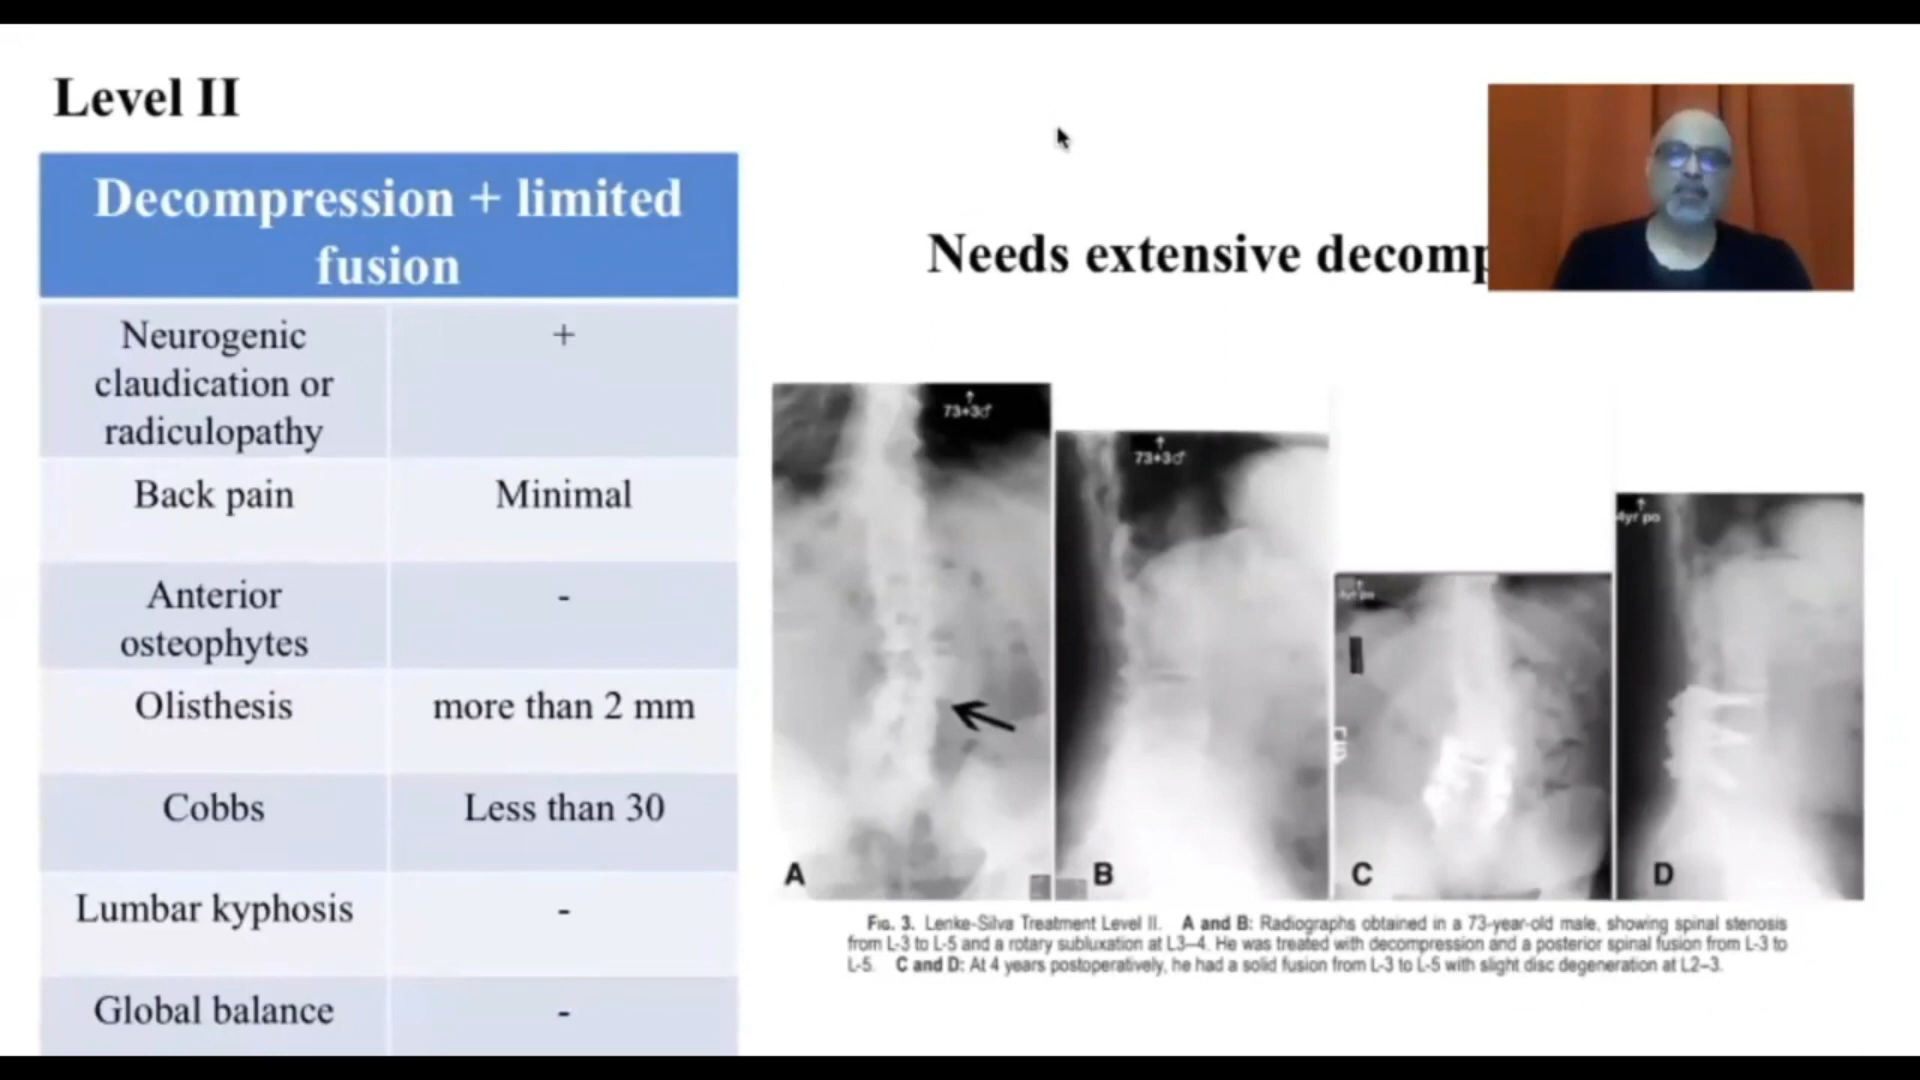 Level II
Decompression + limited
fusion
Neurogenic
claudication or
radiculopathy
+
Back pain
Minimal
Anterior
osteophytes
-
Olisthesis
more than 2 mm
Cobbs
Less than 30
Lumbar kyphosis
-
Global balance
-
Needs extensive decomp
73+3♂
73+3♂
4yr po
A
B
C
D
FIG. 3. Lenke-Silva Treatment Level II. A and B: Radiographs obtained in a 73-year-old male, showing spinal stenosis
from L-3 to L-5 and a rotary subluxation at L3–4. He was treated with decompression and a posterior spinal fusion from L-3 to
L-5. C and D: At 4 years postoperatively, he had a solid fusion from L-3 to L-5 with slight disc degeneration at L2–3.